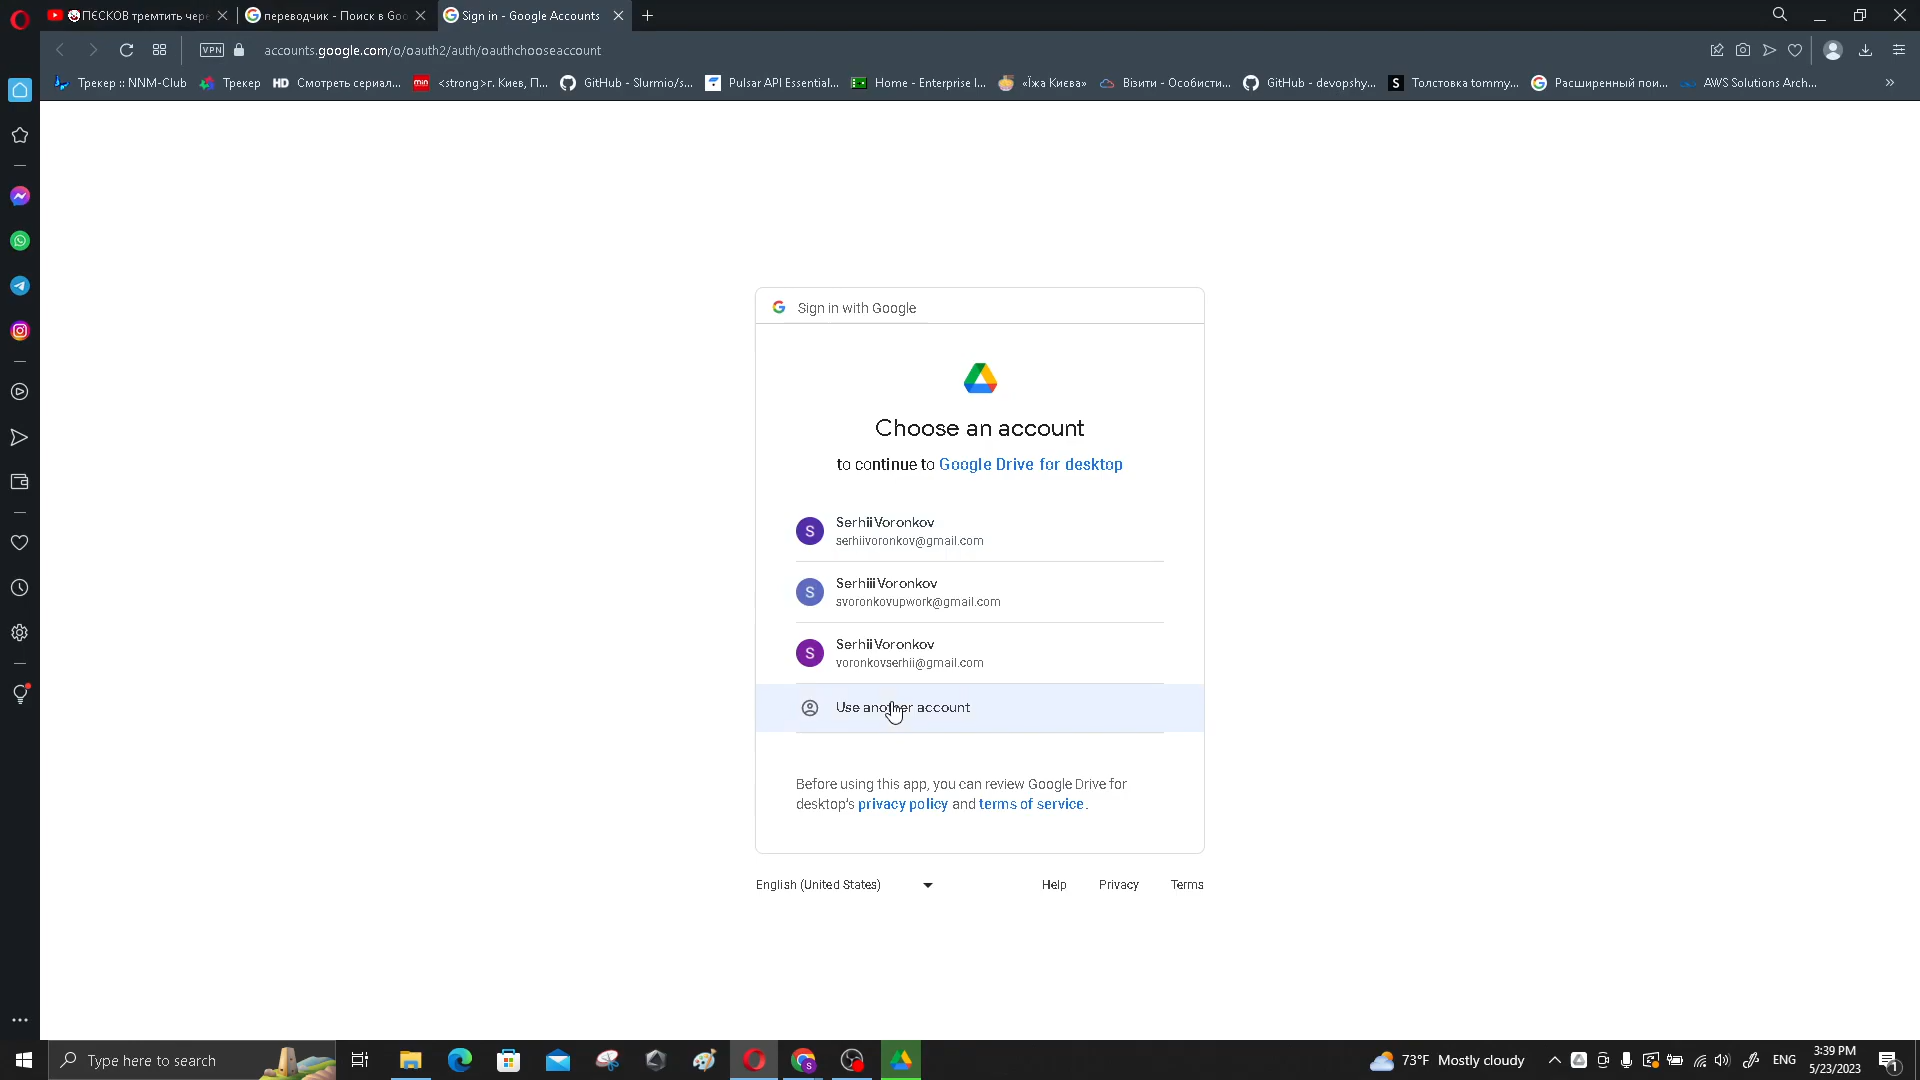 ПЄСКОВ тремтить чере
переводчик - Поиск в Goo
Sign in - Google Accounts
VPN
accounts.google.com/o/oauth2/auth/oauthchooseaccount
Трекер :: NNM-Club
Трекер
HD Смотреть сериал...
min <strong>г. Киев, П...
GitHub - Slurmio/s...
Pulsar API Essential...
Home - Enterprise I...
«Їжа Києва»
Візити - Особисти...
GitHub - devopshy...
S Толстовка tommy...
Расширенный пои...
AWS Solutions Arch...
Sign in with Google
Choose an account
to continue to Google Drive for desktop
S
Serhii Voronkov
serhiivoronkov@gmail.com
S
Serhiii Voronkov
svoronkovupwork@gmail.com
S
Serhii Voronkov
voronkovserhii@gmail.com
Use another account
Before using this app, you can review Google Drive for
desktop's privacy policy and terms of service.
English (United States)
Help
Privacy
Terms
Type here to search
73°F Mostly cloudy
ENG
3:39 PM
5/23/2023
1